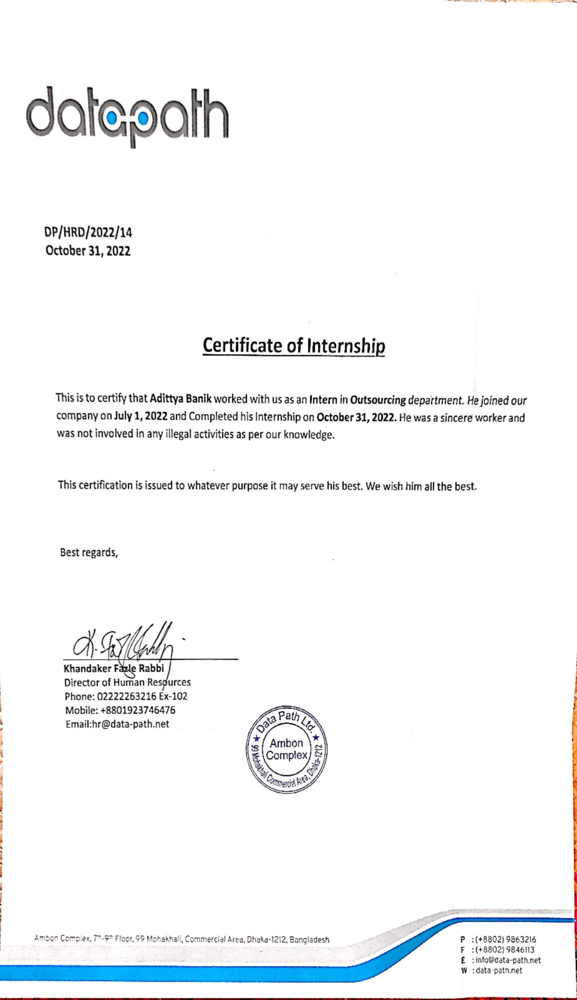 datapath
DP/HRD/2022/14
October 31, 2022
Certificate of Internship
This is to certify that Adittya Banik worked with us as an Intern in Outsourcing department. He joined our
company on July 1, 2022 and Completed his Internship on October 31, 2022. He was a sincere worker and
was not involved in any illegal activities as per our knowledge.
This certification is issued to whatever purpose it may serve his best. We wish him all the best.
Best regards,
Khandaker Fazle Rabbi
Director of Human Resources
Phone: 02222263216 Ex-102
Mobile: +8801923746476
Email:hr@data-path.net
★ Data Path Ltd. ★
Ambon
Complex
99 Mohakhali Commercial Area, Dhaka-1212
Ambon Complex, 7th-9th Floor, 99 Mohakhali, Commercial Area, Dhaka-1212, Bangladesh
P : (+8802) 9863216
F : (+8802) 9846113
E : info@data-path.net
W : data-path.net